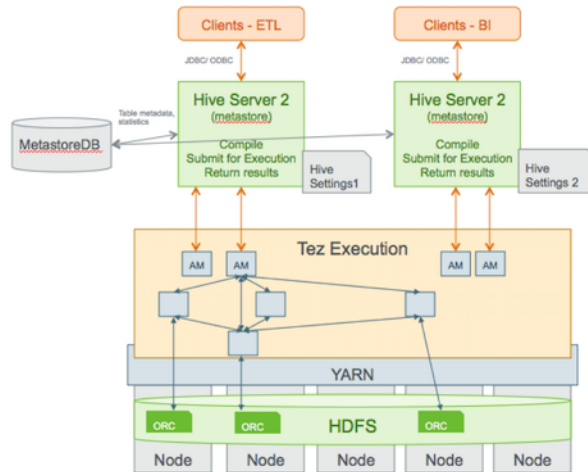 Clients - ETL
Clients - BI
JDBC/ ODBC
JDBC/ ODBC
Hive Server 2
(metastore)
Compile
Submit for Execution
Return results
Hive Server 2
(metastore)
Compile
Submit for Execution
Return results
Table metadata,
statistics
MetastoreDB
Hive
Settings1
Hive
Settings 2
Tez Execution
AM
AM
AM
AM
YARN
ORC
ORC
ORC
HDFS
Node
Node
Node
Node
Node